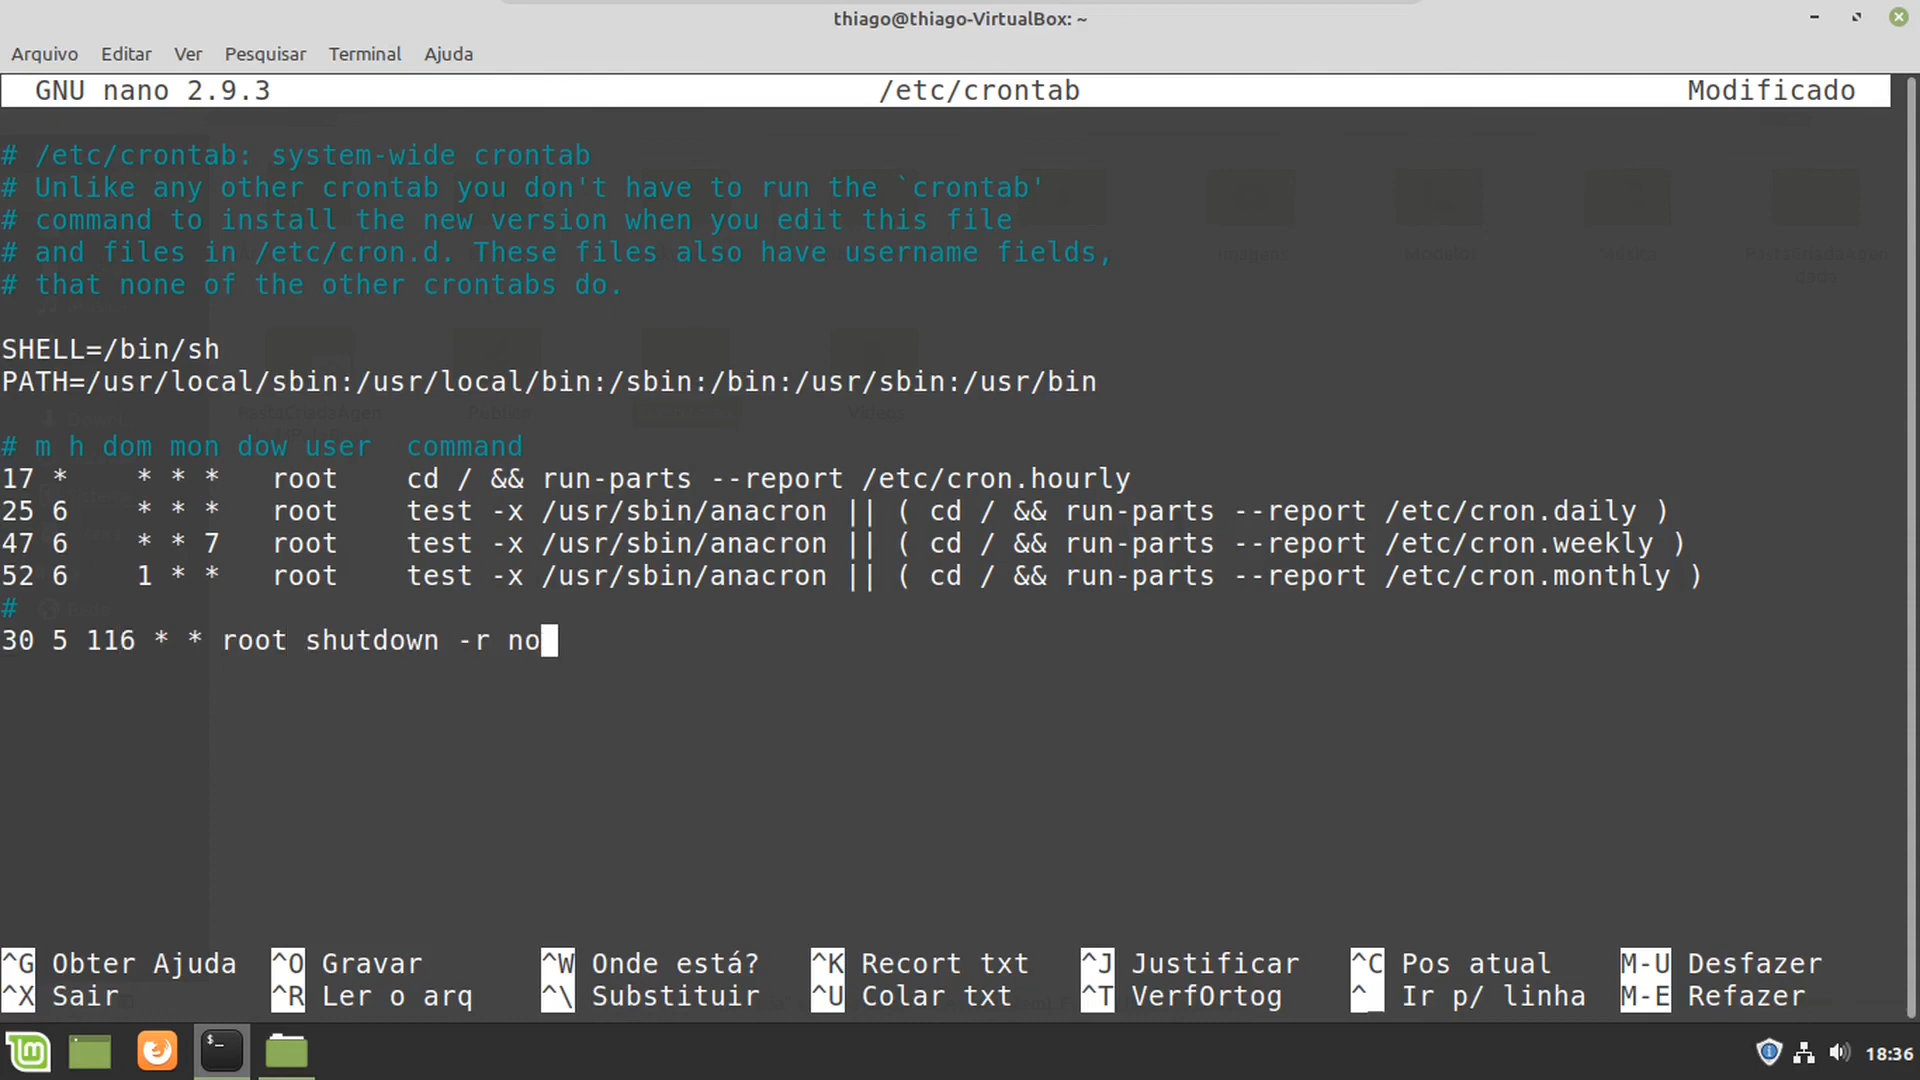 thiago@thiago-VirtualBox: ~
Arquivo Editar Ver Pesquisar Terminal Ajuda
GNU nano 2.9.3 /etc/crontab Modificado
# /etc/crontab: system-wide crontab
# Unlike any other crontab you don't have to run the `crontab'
# command to install the new version when you edit this file
# and files in /etc/cron.d. These files also have username fields,
# that none of the other crontabs do.
SHELL=/bin/sh
PATH=/usr/local/sbin:/usr/local/bin:/sbin:/bin:/usr/sbin:/usr/bin
# m h dom mon dow user  command
17 *    * * *   root    cd / && run-parts --report /etc/cron.hourly
25 6    * * *   root    test -x /usr/sbin/anacron || ( cd / && run-parts --report /etc/cron.daily )
47 6    * * 7   root    test -x /usr/sbin/anacron || ( cd / && run-parts --report /etc/cron.weekly )
52 6    1 * *   root    test -x /usr/sbin/anacron || ( cd / && run-parts --report /etc/cron.monthly )
#
30 5 116 * * root shutdown -r no
^G Obter Ajuda ^O Gravar ^W Onde está? ^K Recort txt ^J Justificar ^C Pos atual M-U Desfazer
^X Sair ^R Ler o arq ^\ Substituir ^U Colar txt ^T VerfOrtog ^_ Ir p/ linha M-E Refazer
18:36